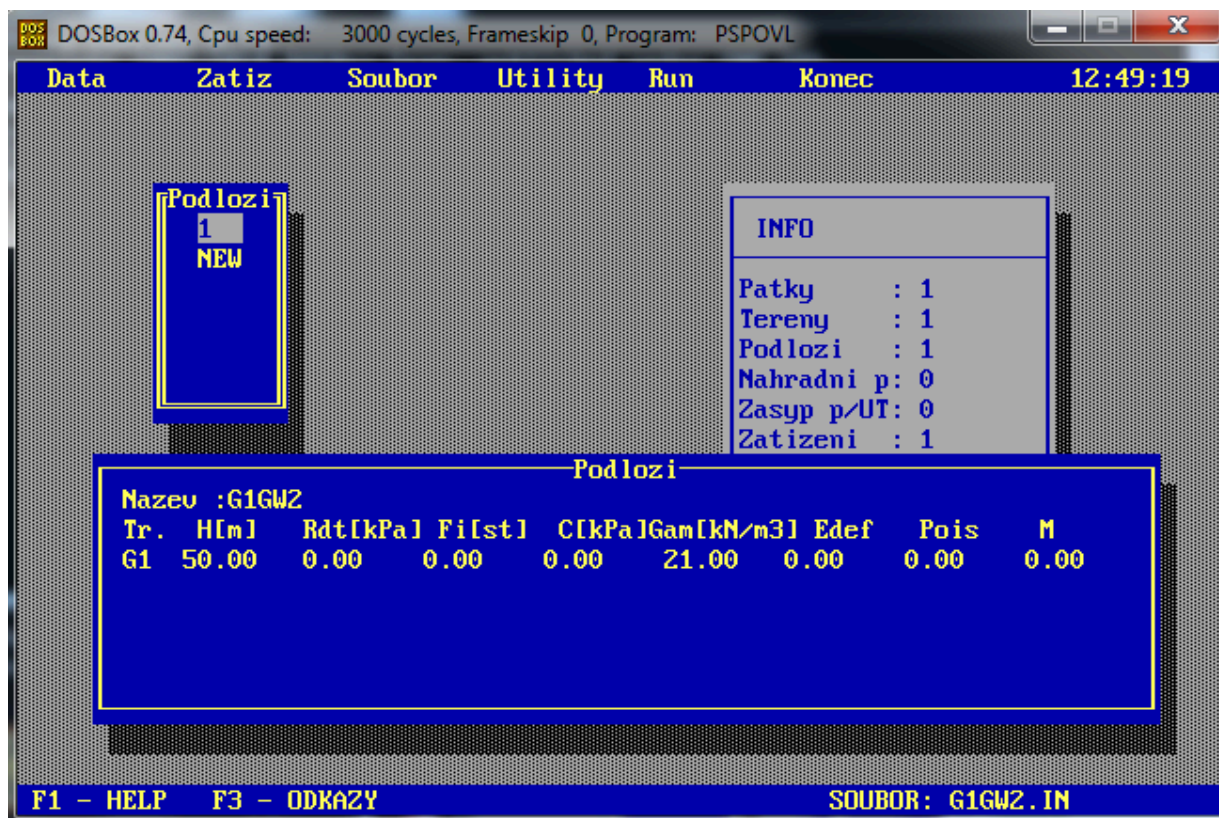 DOSBox 0.74, Cpu speed: 3000 cycles, Frameskip 0, Program: PSPOVL
Data Zatiz Soubor Utility Run Konec 12:49:19
Podlozi
1
NEW
INFO
Patky : 1
Tereny : 1
Podlozi : 1
Nahradni p: 0
Zasyp p/UT: 0
Zatizeni : 1
Podlozi
Nazev :G1GW2
Tr. H[m] Rdt[kPa] Fi[st] C[kPa]Gam[kN/m3] Edef Pois M
G1 50.00 0.00 0.00 0.00 21.00 0.00 0.00 0.00
F1 - HELP F3 - ODKAZY SOUBOR: G1GW2.IN